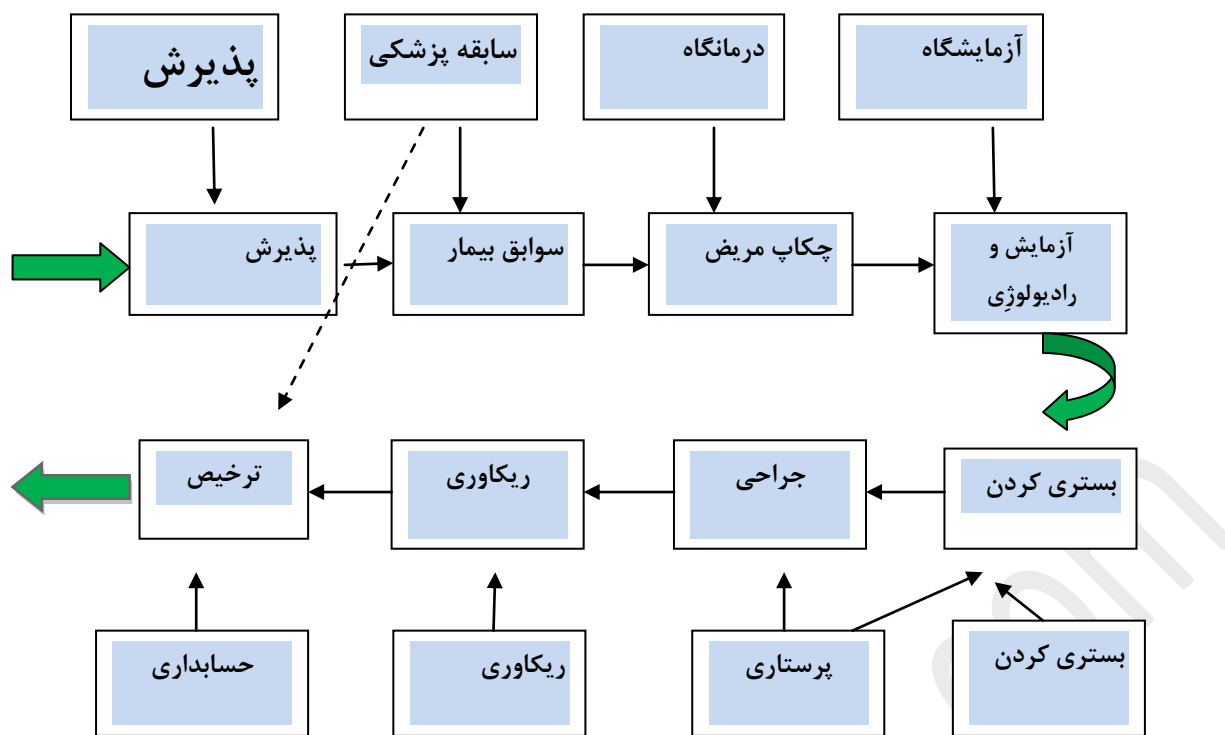 پذیرش
سابقه پزشکی
درمانگاه
آزمایشگاه
پذیرش
سوابق بیمار
چکاپ مریض
آزمایش و
رادیولوژِی
ترخیص
ریکاوری
جراحی
بستری کردن
حسابداری
ریکاوری
پرستاری
بستری کردن
om